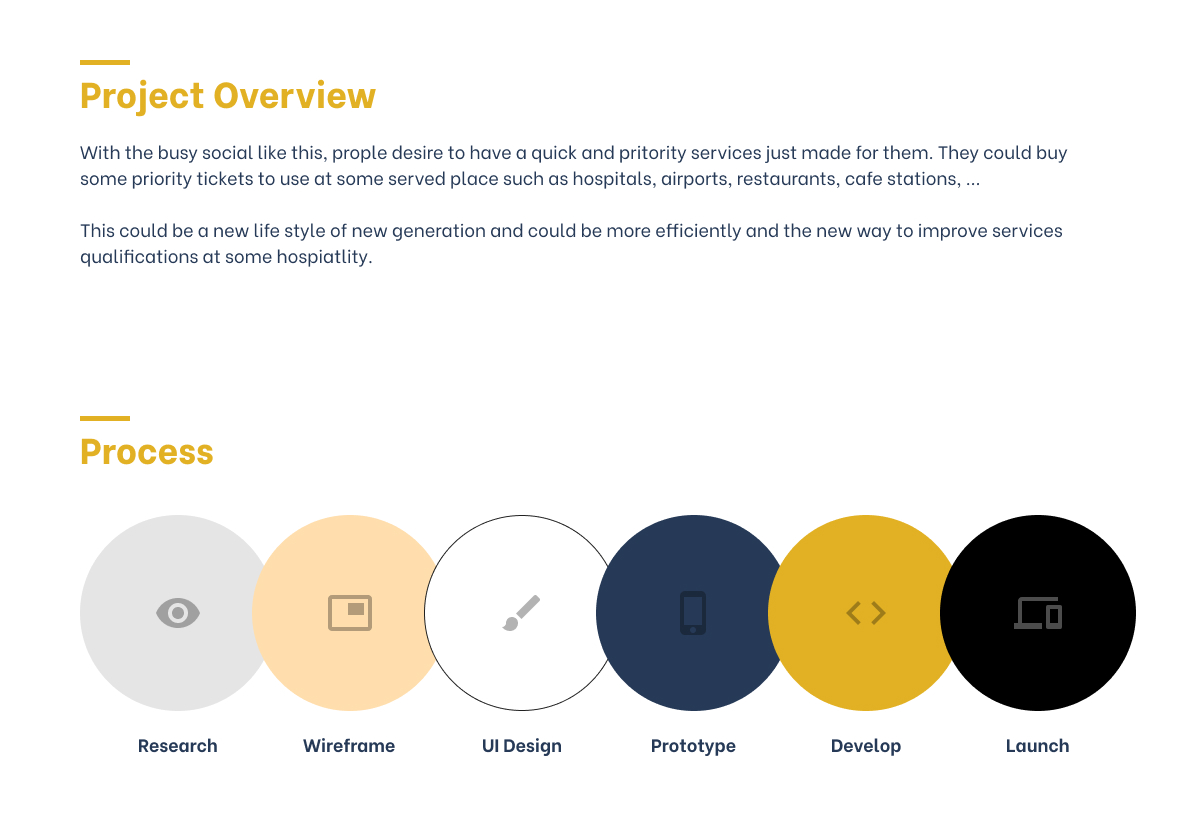 Project Overview
With the busy social like this, prople desire to have a quick and pritority services just made for them. They could buy
some priority tickets to use at some served place such as hospitals, airports, restaurants, cafe stations, ...
This could be a new life style of new generation and could be more efficiently and the new way to improve services
qualifications at some hospiatlity.
Process
Research
Wireframe
UI Design
Prototype
Develop
Launch